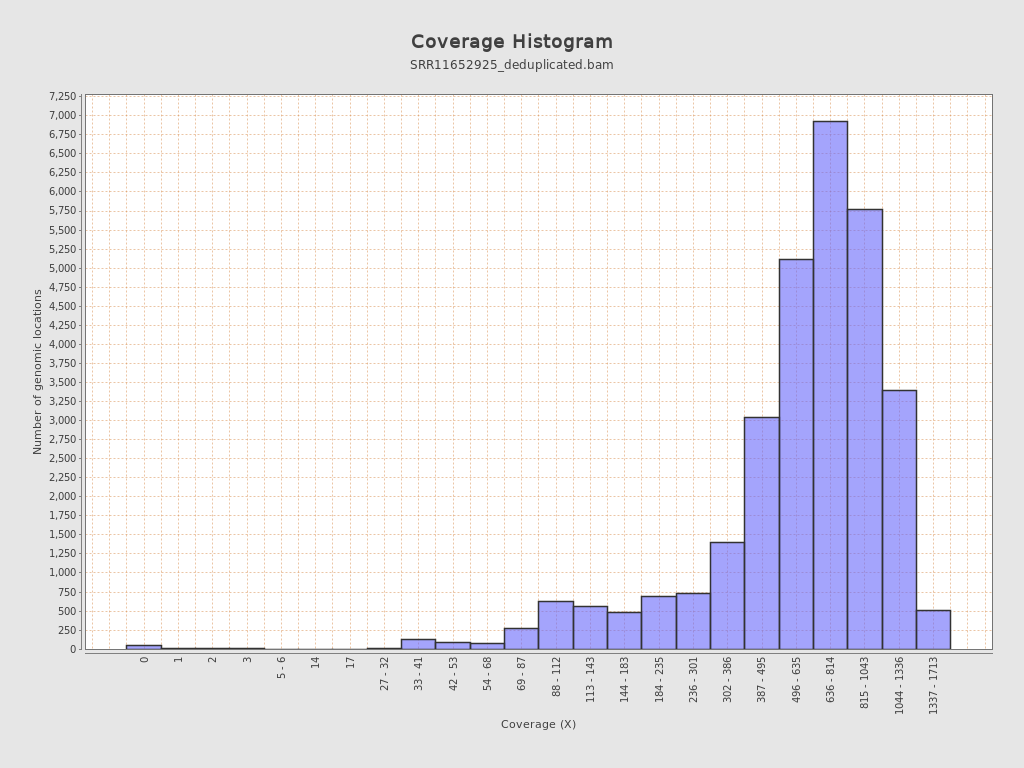 Coverage Histogram
SRR11652925_deduplicated.bam
Number of genomic locations
7,250
7,000
6,750
6,500
6,250
6,000
5,750
5,500
5,250
5,000
4,750
4,500
4,250
4,000
3,750
3,500
3,250
3,000
2,750
2,500
2,250
2,000
1,750
1,500
1,250
1,000
750
500
250
0
0
1
2
3
5 - 6
14
17
27 - 32
33 - 41
42 - 53
54 - 68
69 - 87
88 - 112
113 - 143
144 - 183
184 - 235
236 - 301
302 - 386
387 - 495
496 - 635
636 - 814
815 - 1043
1044 - 1336
1337 - 1713
Coverage (X)